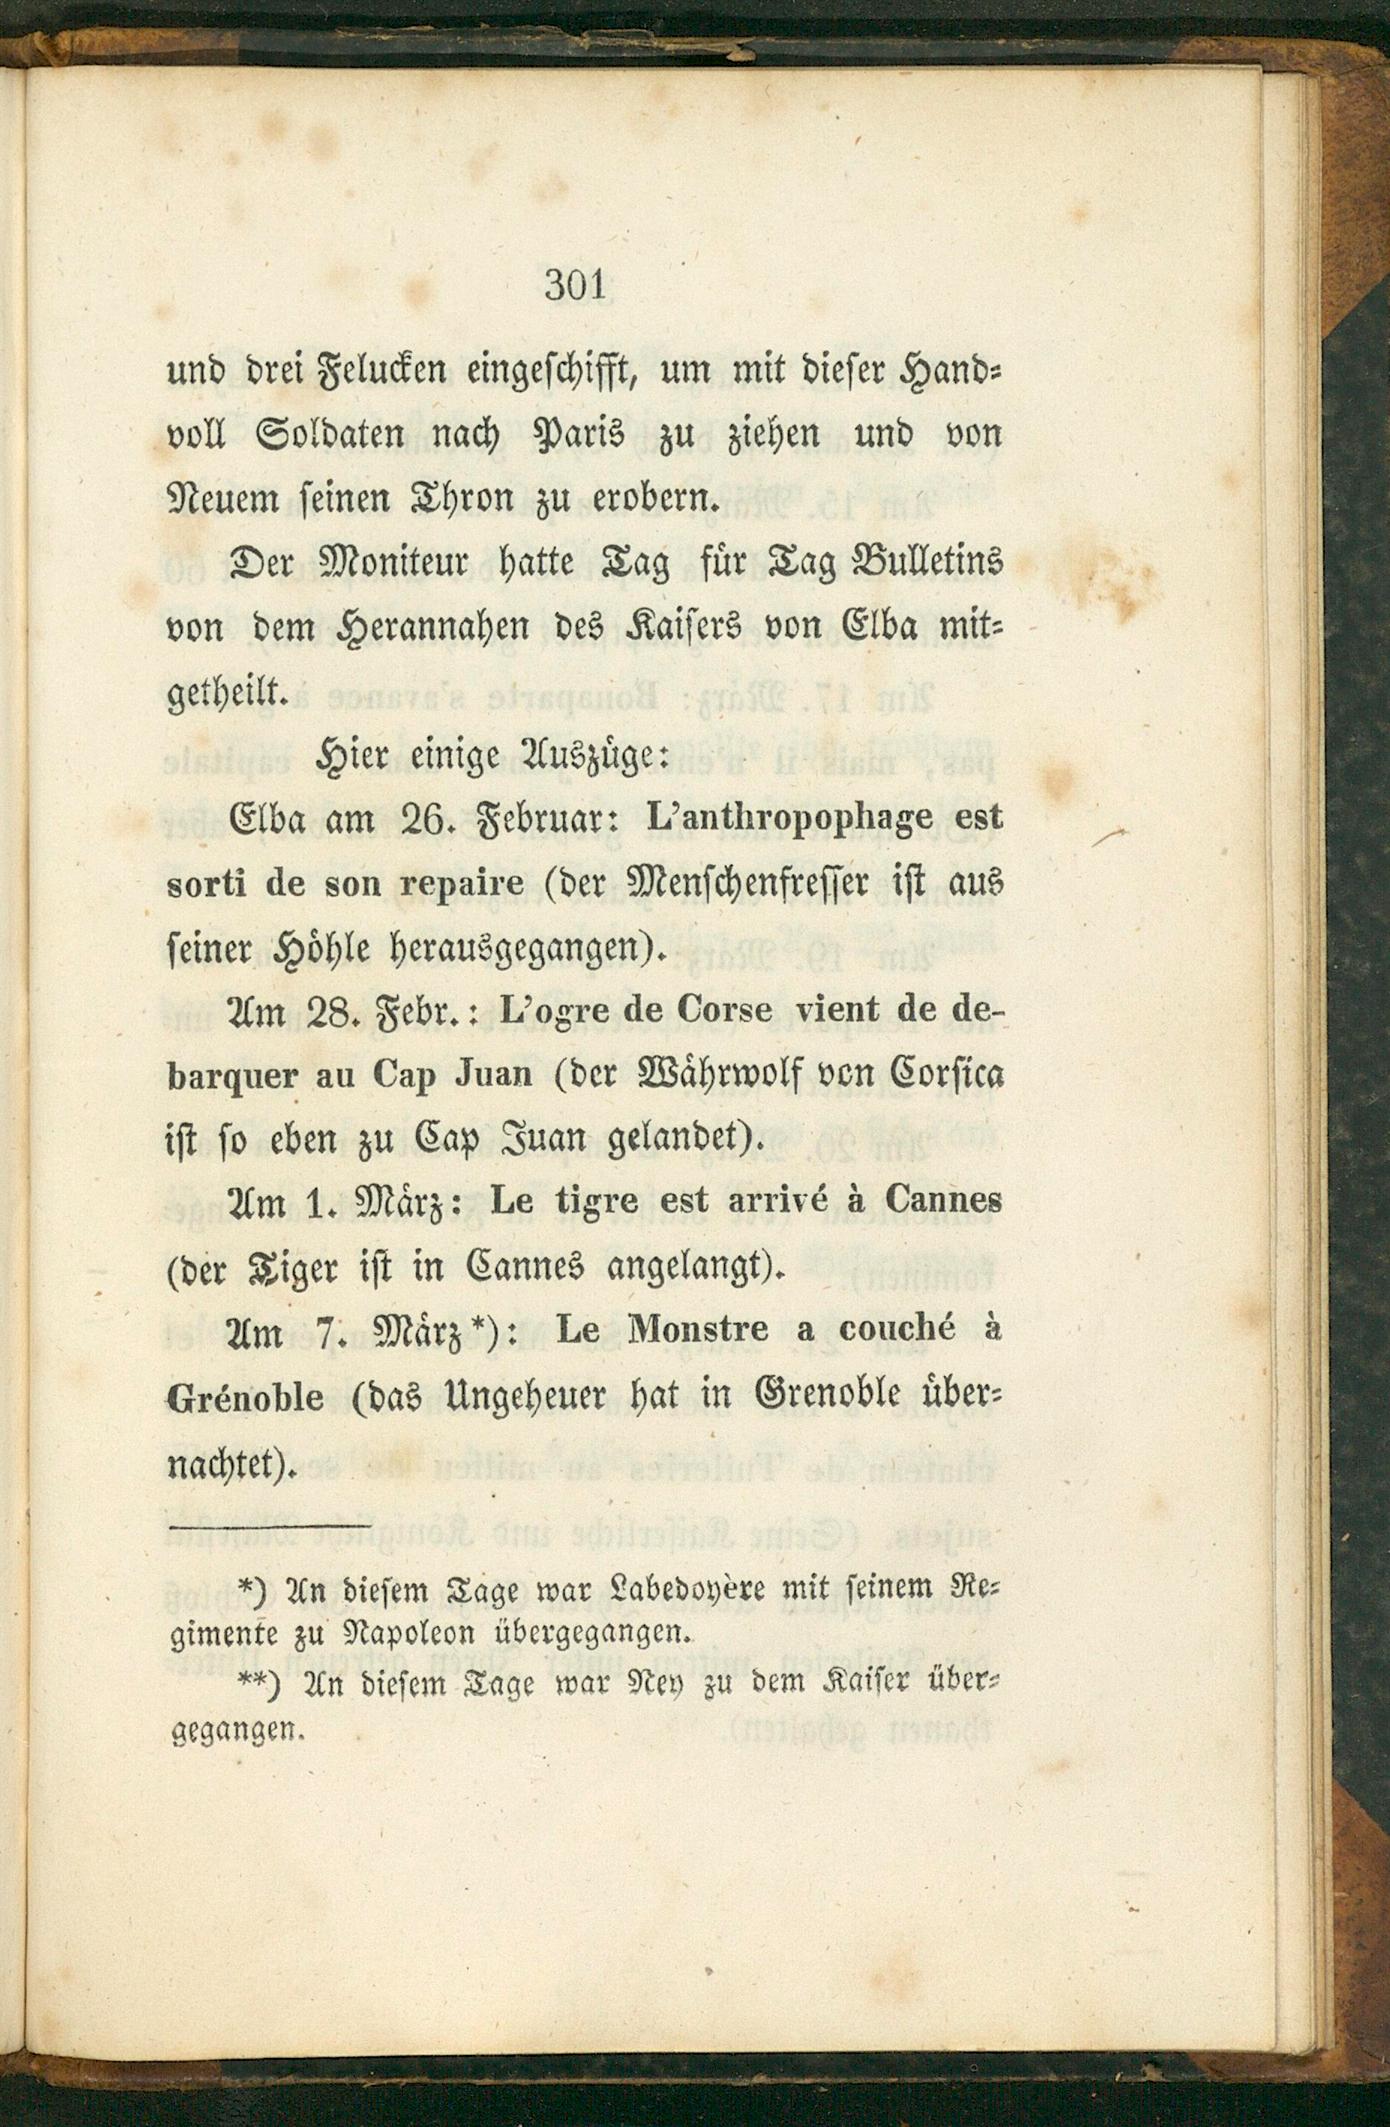 301
und drei Felucken eingeschifft, um mit dieser Hand-
voll Soldaten nach Paris zu ziehen und von
Neuem seinen Thron zu erobern.
Der Moniteur hatte Tag für Tag Bulletins
von dem Herannahen des Kaisers von Elba mit-
getheilt.
Hier einige Auszüge:
Elba am 26. Februar: L'anthropophage est
sorti de son repaire (der Menschenfresser ist aus
seiner Höhle herausgegangen).
Am 28. Febr.: L'ogre de Corse vient de de-
barquer au Cap Juan (der Währwolf von Corsica
ist so eben zu Cap Juan gelandet).
Am 1. März: Le tigre est arrivé à Cannes
(der Tiger ist in Cannes angelangt).
Am 7. März*): Le Monstre a couché à
Grénoble (das Ungeheuer hat in Grenoble über-
nachtet).
*) An diesem Tage war Labedoyère mit seinem Re-
gimente zu Napoleon übergegangen.
**) An diesem Tage war Ney zu dem Kaiser über-
gegangen.